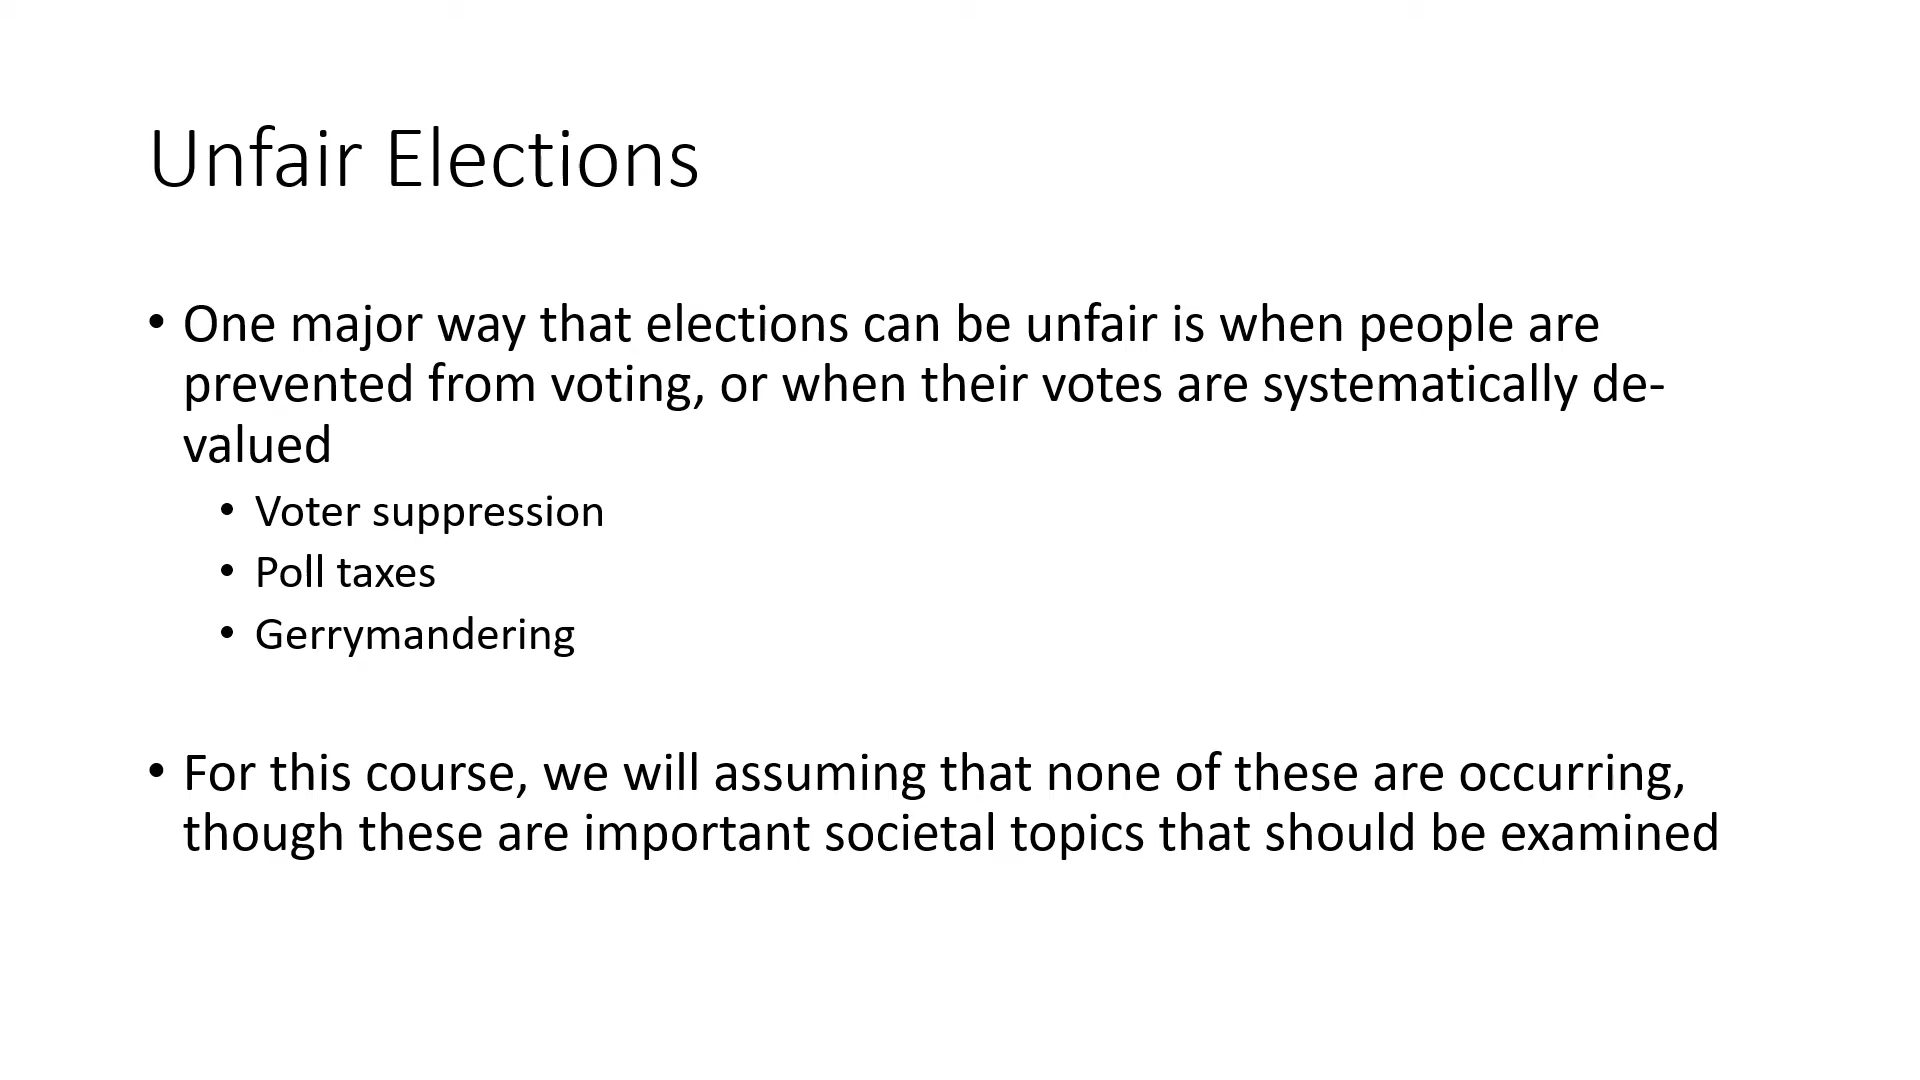 Unfair Elections
• One major way that elections can be unfair is when people are
prevented from voting, or when their votes are systematically de-
valued
• Voter suppression
• Poll taxes
• Gerrymandering
• For this course, we will assuming that none of these are occurring,
though these are important societal topics that should be examined